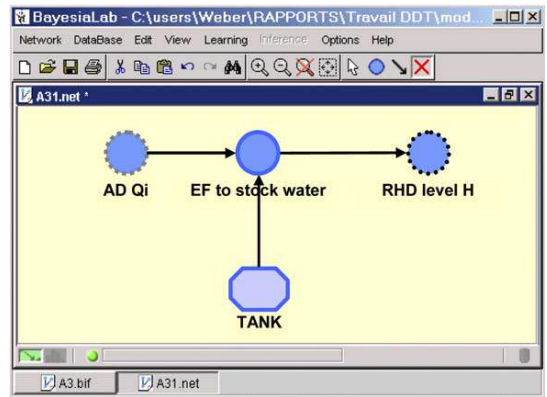 BayesiaLab - C:\users\Weber\RAPPORTS\Travail DDT\mod...
Network DataBase Edit View Learning Inference Options Help
A31.net *
AD Qi
EF to stock water
RHD level H
TANK
A3.bif
A31.net